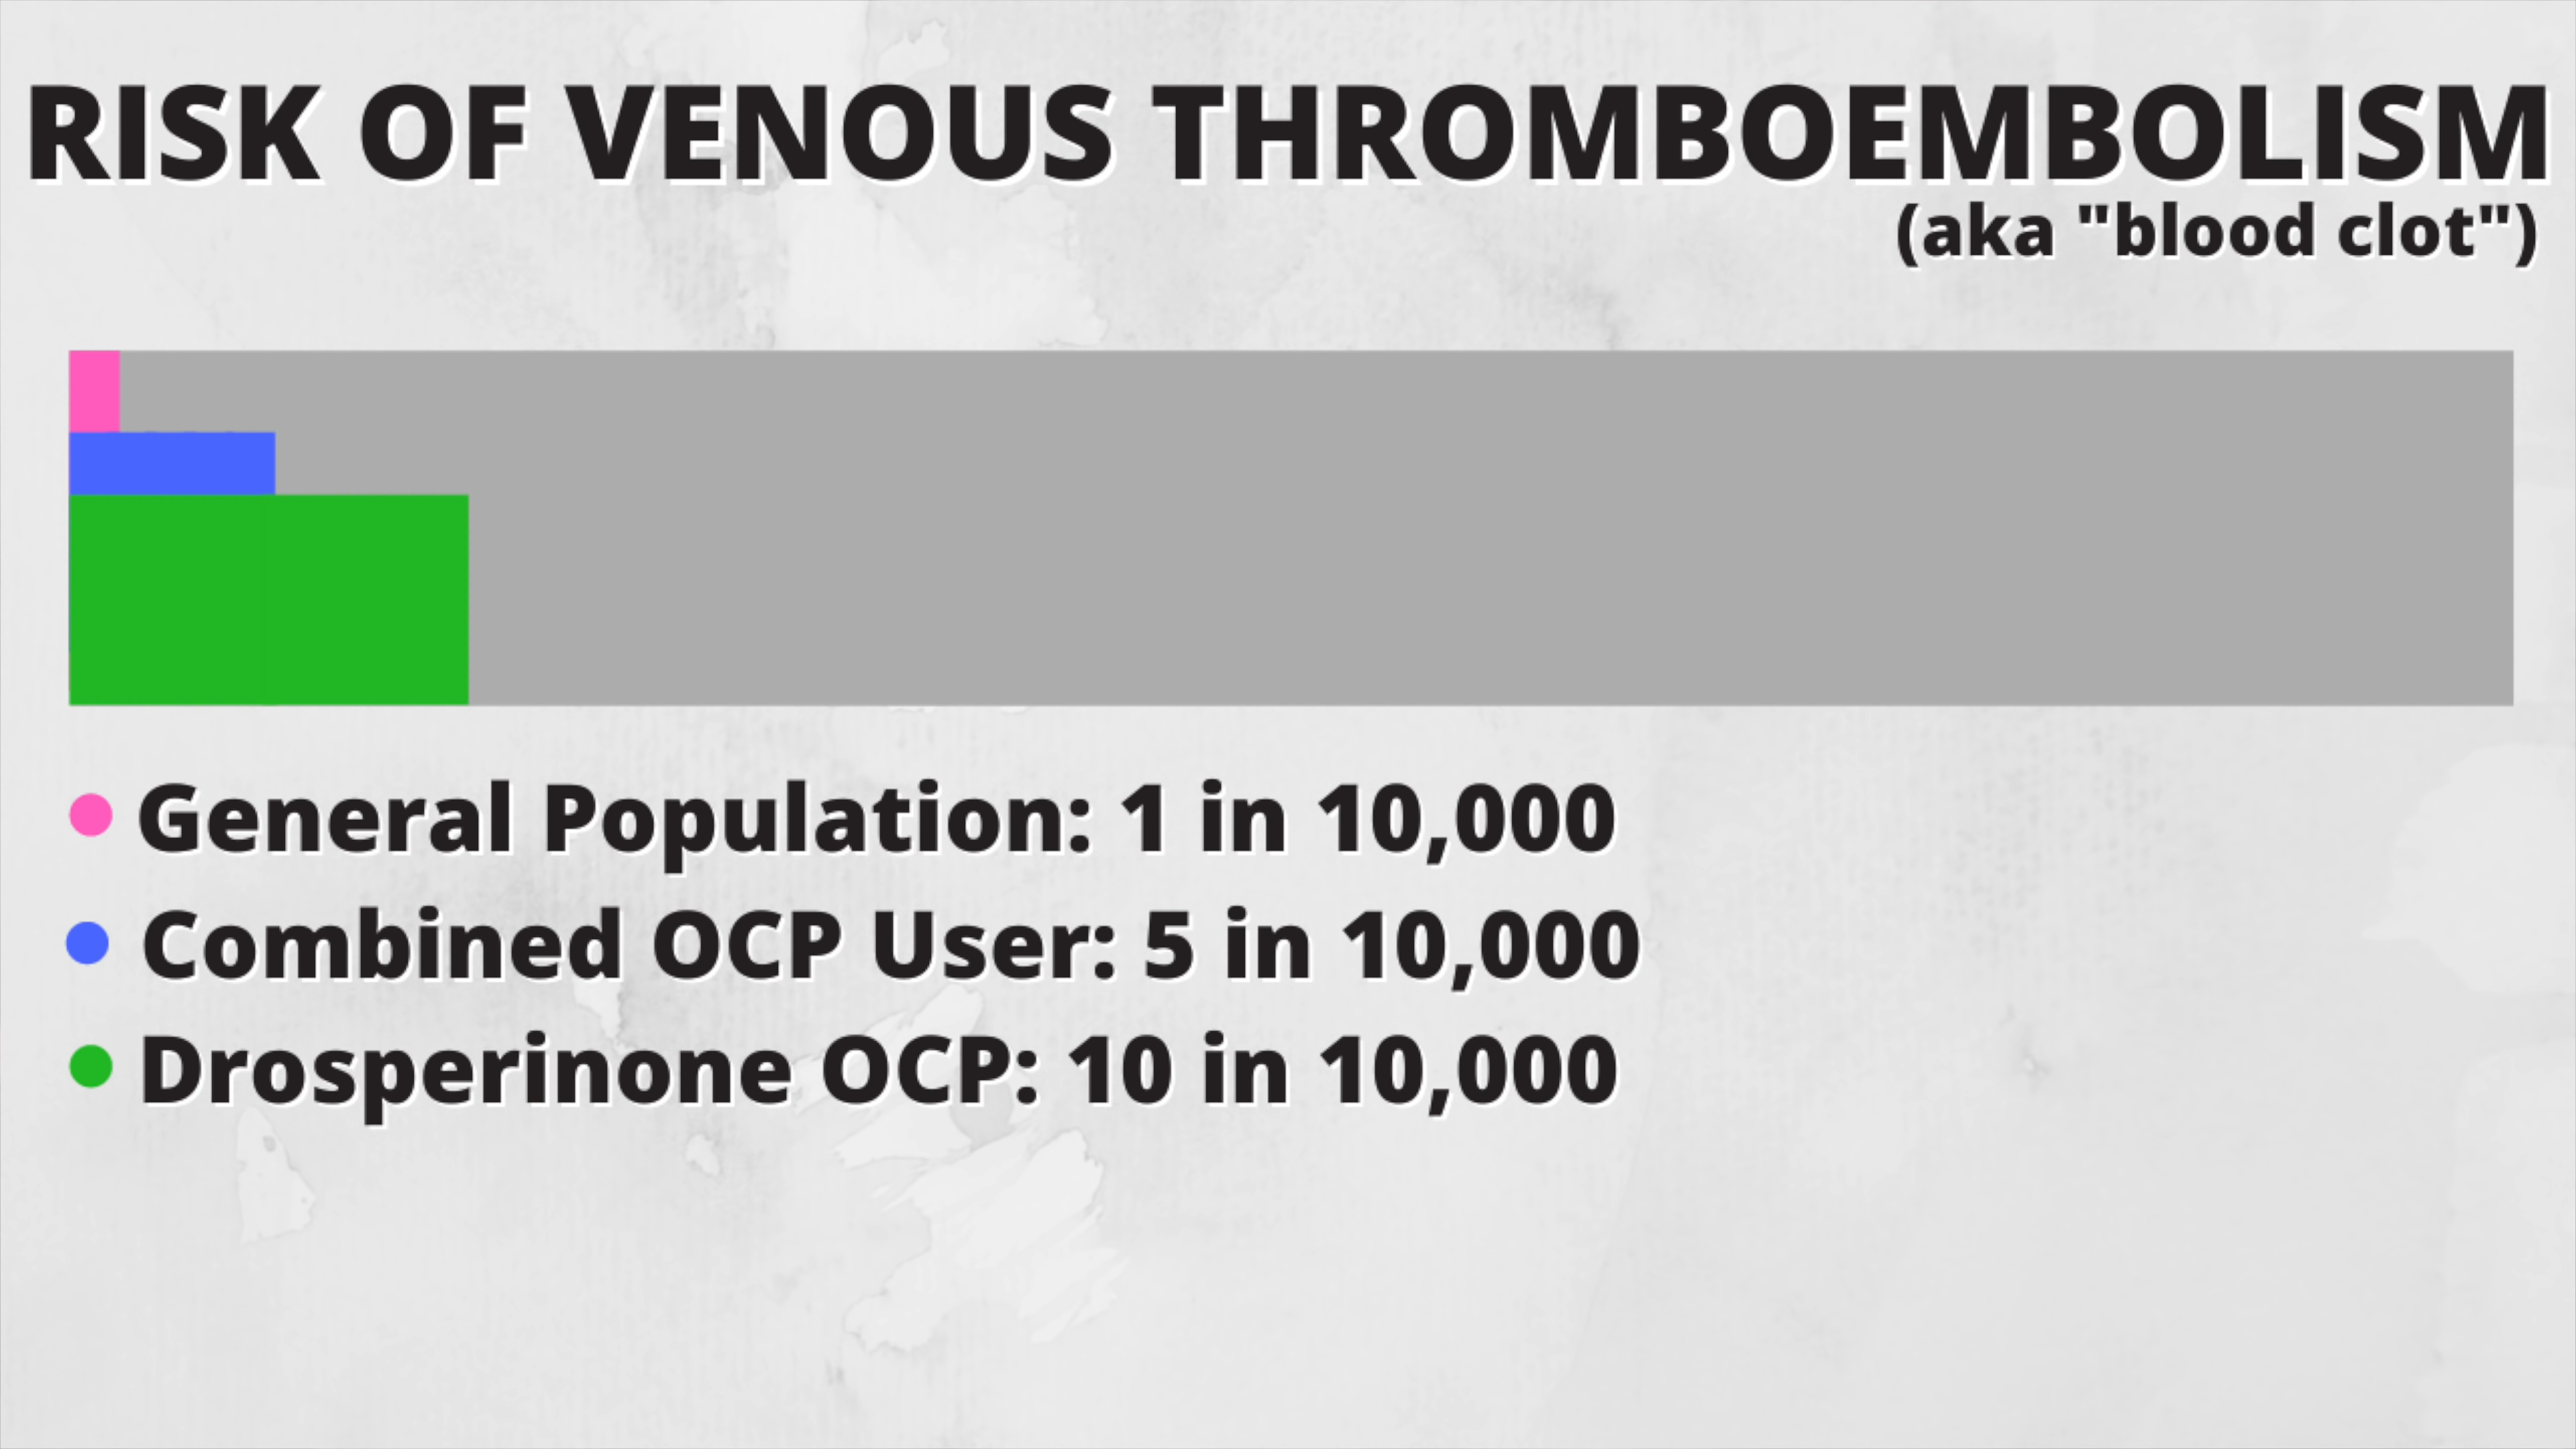 RISK OF VENOUS THROMBOEMBOLISM
(aka "blood clot")
General Population: 1 in 10,000
Combined OCP User: 5 in 10,000
Drosperinone OCP: 10 in 10,000